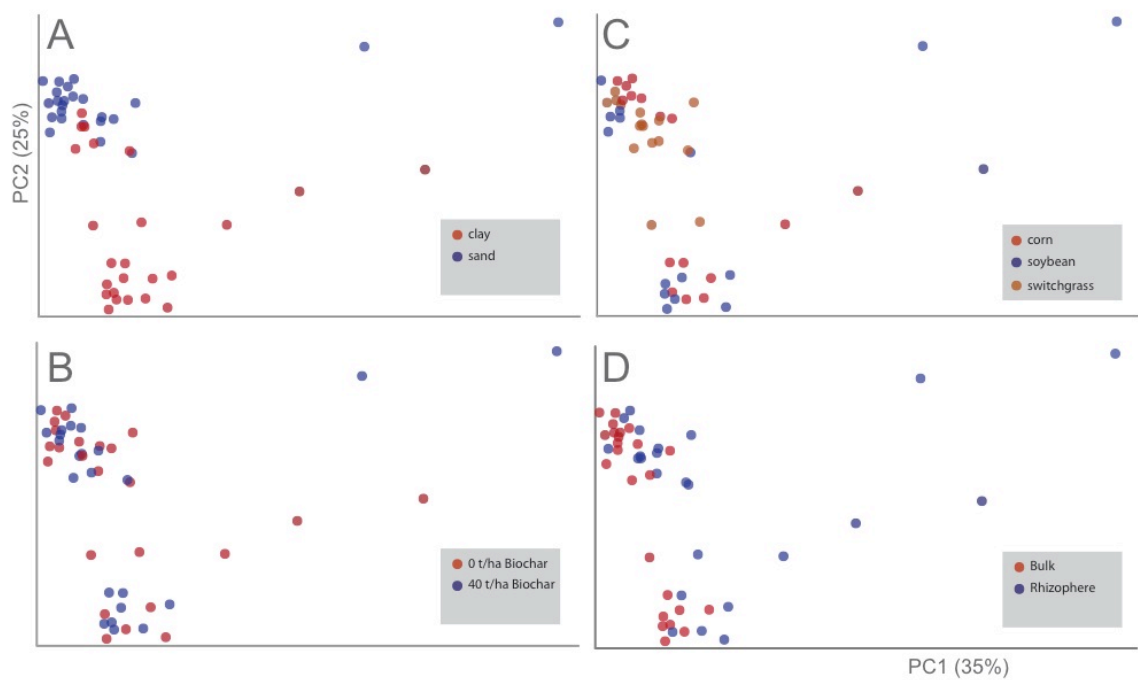 A
PC2 (25%)
clay
sand
C
corn
soybean
switchgrass
B
0 t/ha Biochar
40 t/ha Biochar
D
Bulk
Rhizophere
PC1 (35%)